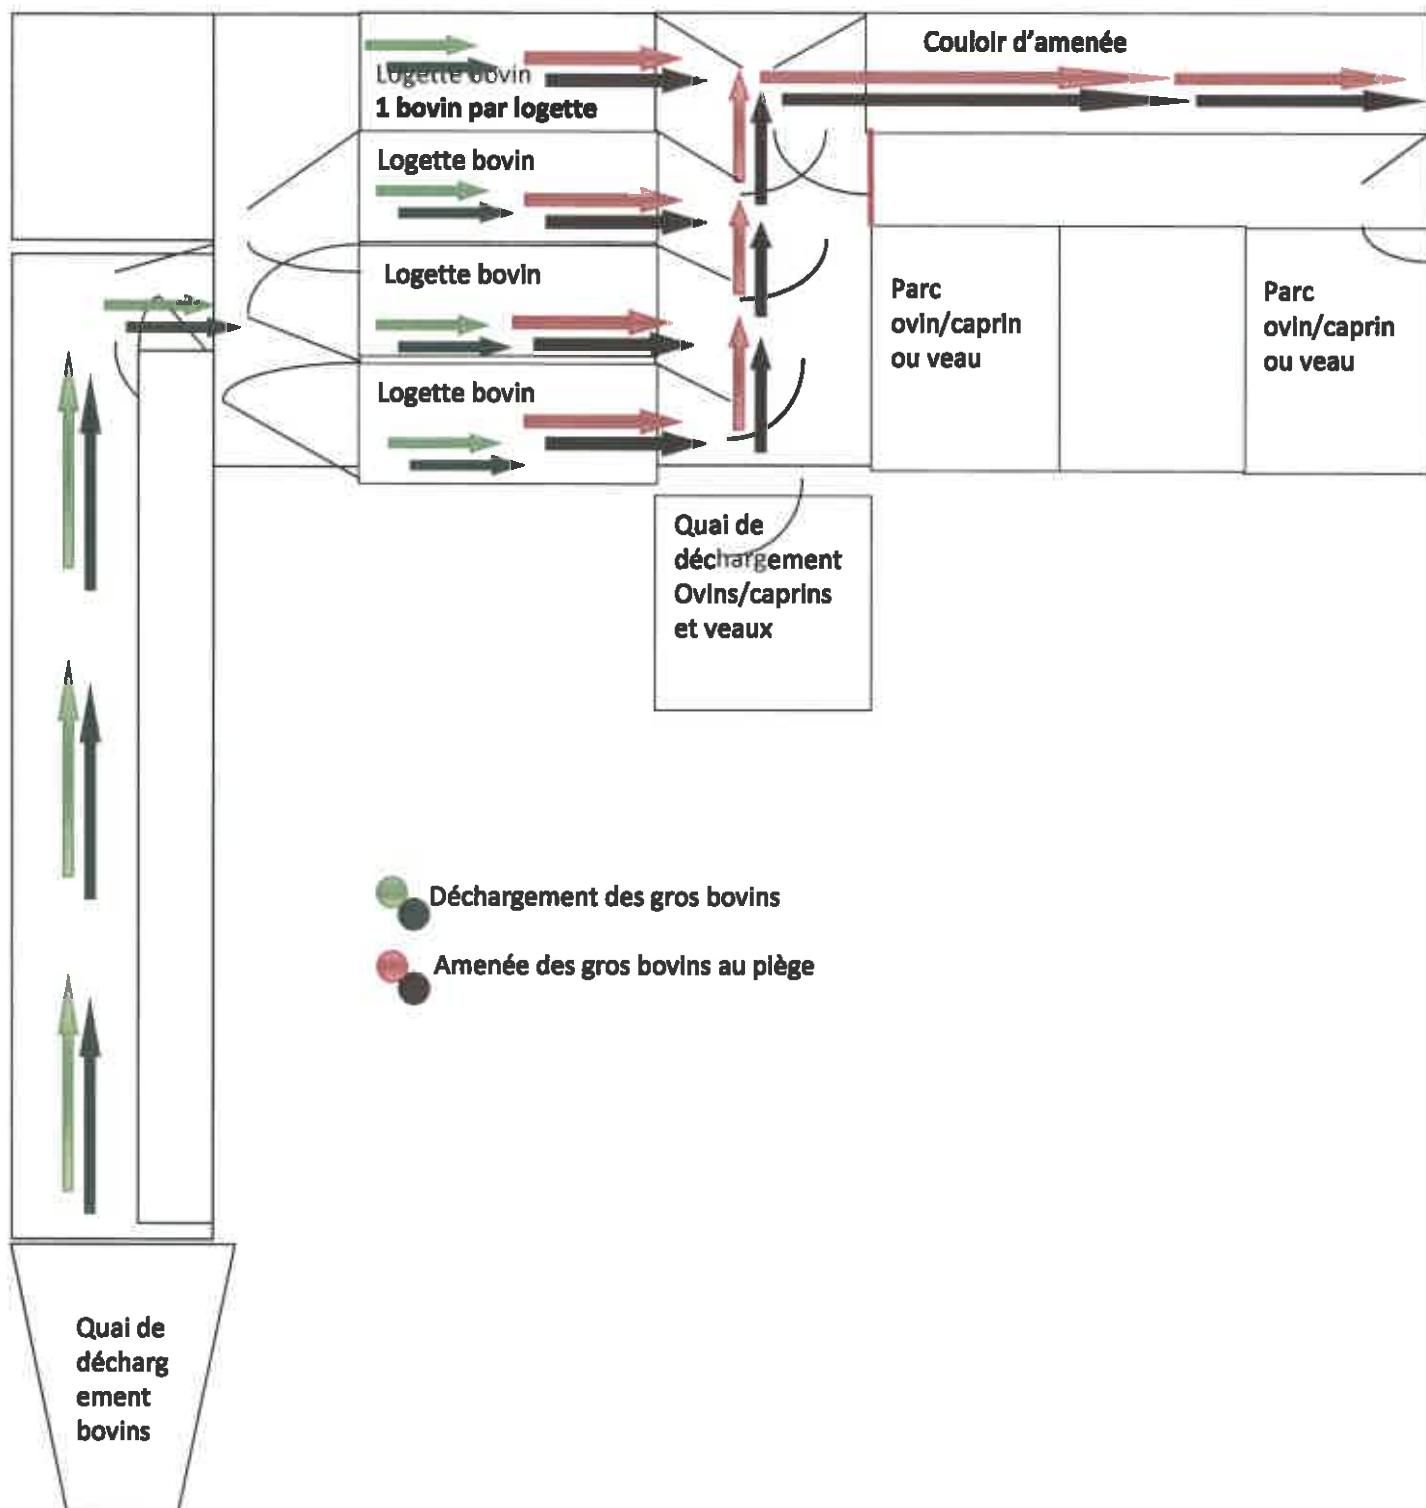 Couloir d'amenée
Logette bovin
1 bovin par logette
Logette bovin
Logette bovin
Logette bovin
Parc
ovin/caprin
ou veau
Parc
ovin/caprin
ou veau
Quai de
déchargement
Ovins/caprins
et veaux
Déchargement des gros bovins
Amenée des gros bovins au piège
Quai de
décharg
ement
bovins